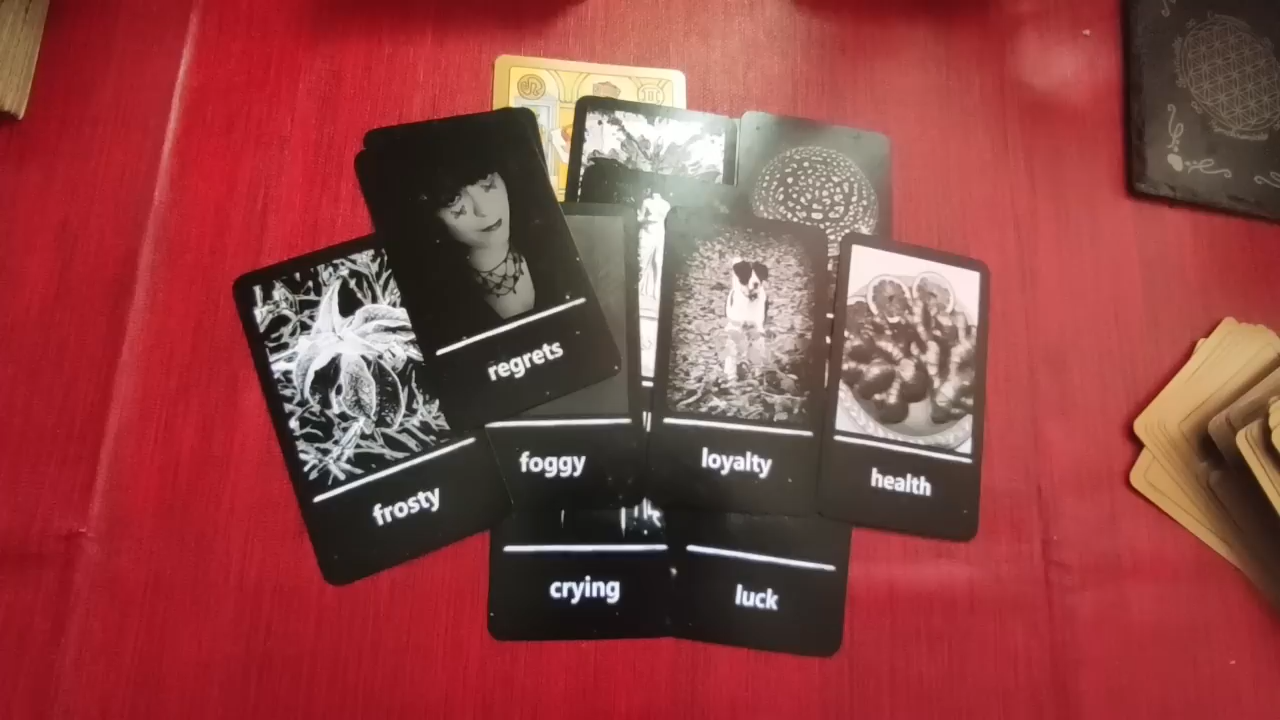 regrets
frosty
foggy
loyalty
health
crying
luck